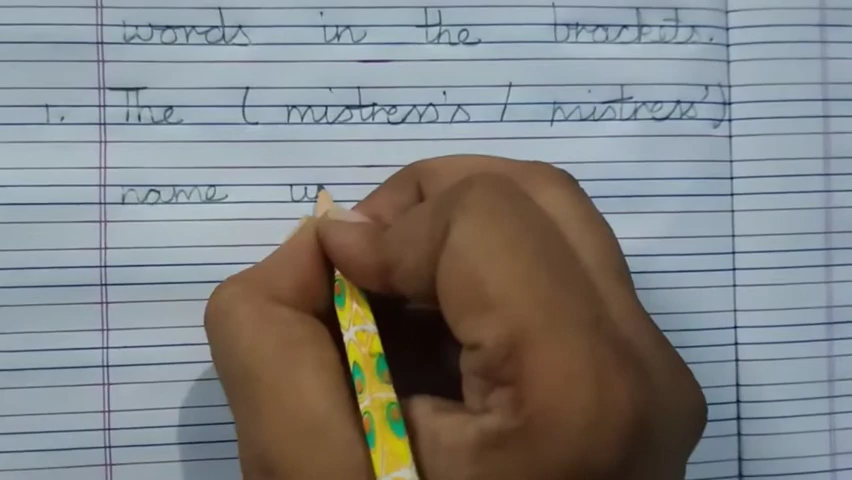 words in the brackets.
1. The ( mistress's / mistress')
name w